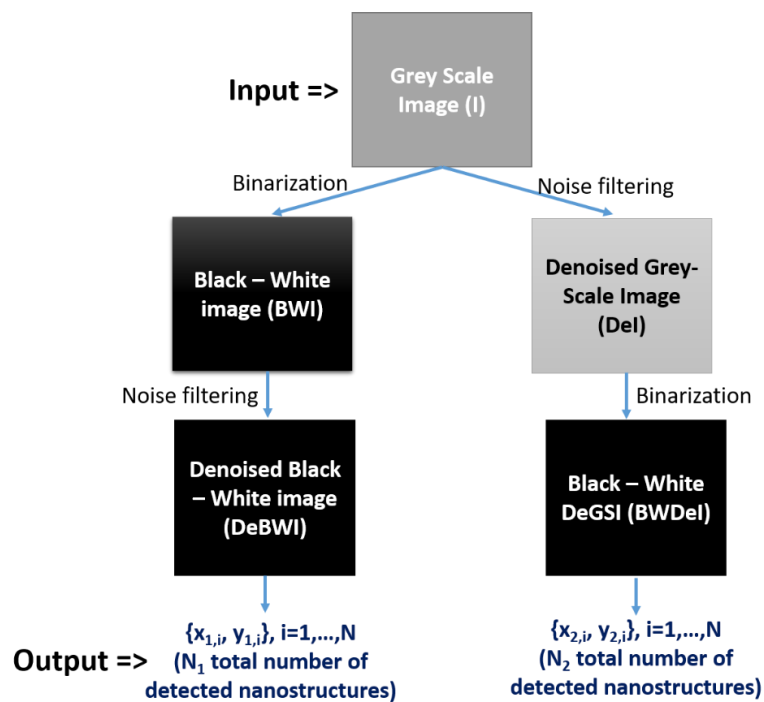 Input =>
Grey Scale
Image (I)
Binarization
Noise filtering
Black – White
image (BWI)
Denoised Grey-
Scale Image
(DeI)
Noise filtering
Binarization
Denoised Black
– White image
(DeBWI)
Black – White
DeGSI (BWDeI)
Output =>
{x1,i, y1,i}, i=1,...,N
(N1 total number of
detected nanostructures)
{x2,i, y2,i}, i=1,...,N
(N2 total number of
detected nanostructures)